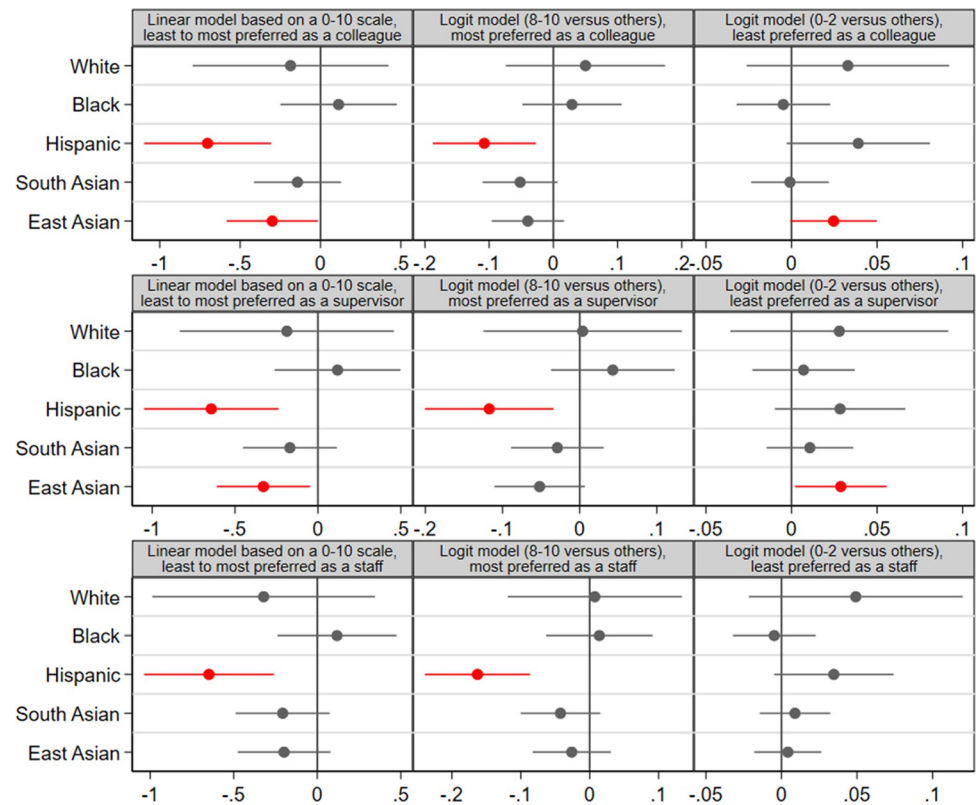 Linear model based on a 0-10 scale,
least to most preferred as a colleague
Logit model (8-10 versus others),
most preferred as a colleague
Logit model (0-2 versus others),
least preferred as a colleague
White
Black
Hispanic
South Asian
East Asian
-1 -.5 0 .5 -.2 -.1 0 .1 .2 -.05 0 .05 .1
Linear model based on a 0-10 scale,
least to most preferred as a supervisor
Logit model (8-10 versus others),
most preferred as a supervisor
Logit model (0-2 versus others),
least preferred as a supervisor
White
Black
Hispanic
South Asian
East Asian
-1 -.5 0 .5 -.2 -.1 0 .1 -.05 0 .05 .1
Linear model based on a 0-10 scale,
least to most preferred as a staff
Logit model (8-10 versus others),
most preferred as a staff
Logit model (0-2 versus others),
least preferred as a staff
White
Black
Hispanic
South Asian
East Asian
-1 -.5 0 .5 -.2 -.1 0 .1 -.05 0 .05 .1